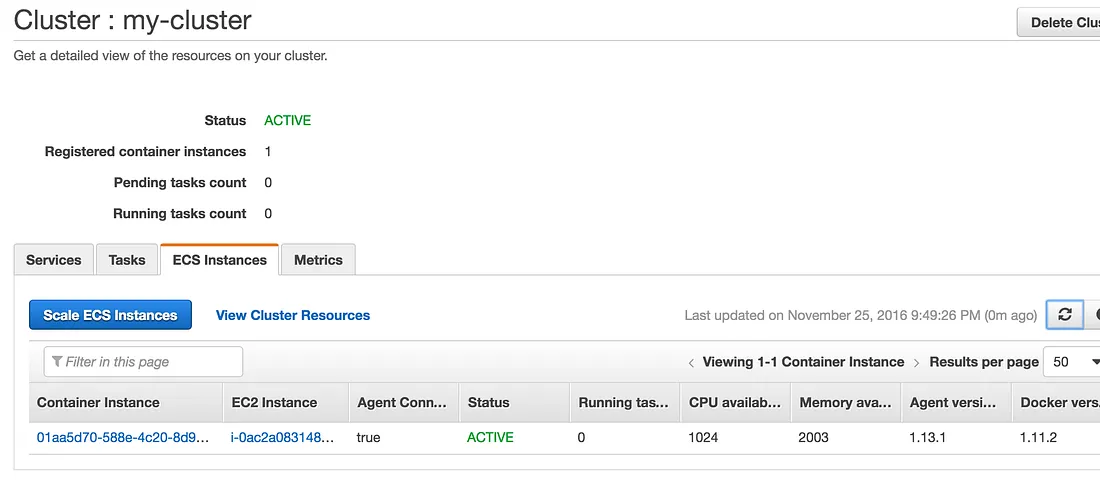 Cluster : my-cluster
Delete Clus
Get a detailed view of the resources on your cluster.
Status ACTIVE
Registered container instances 1
Pending tasks count 0
Running tasks count 0
Services Tasks ECS Instances Metrics
Scale ECS Instances View Cluster Resources Last updated on November 25, 2016 9:49:26 PM (0m ago)
Filter in this page < Viewing 1-1 Container Instance > Results per page 50
Container Instance EC2 Instance Agent Conn... Status Running tas... CPU availab... Memory ava... Agent versi... Docker vers.
01aa5d70-588e-4c20-8d9... i-0ac2a083148... true ACTIVE 0 1024 2003 1.13.1 1.11.2